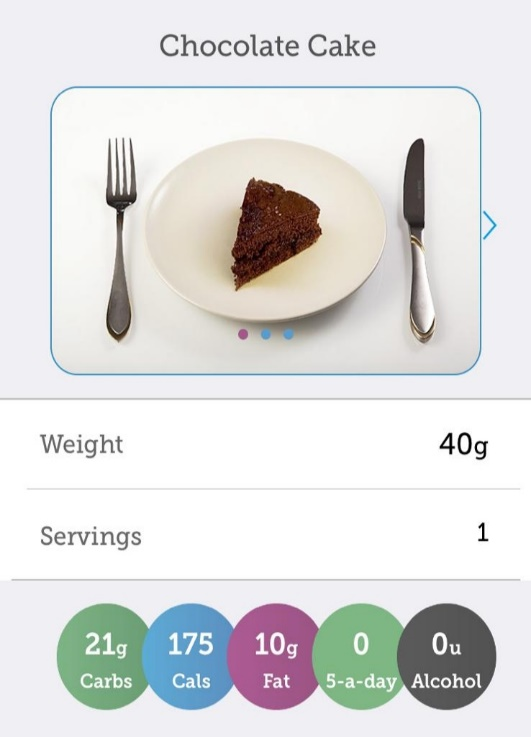 Chocolate Cake
Weight 40g
Servings 1
21g 175 10g 0 0u
Carbs Cals Fat 5-a-day Alcohol